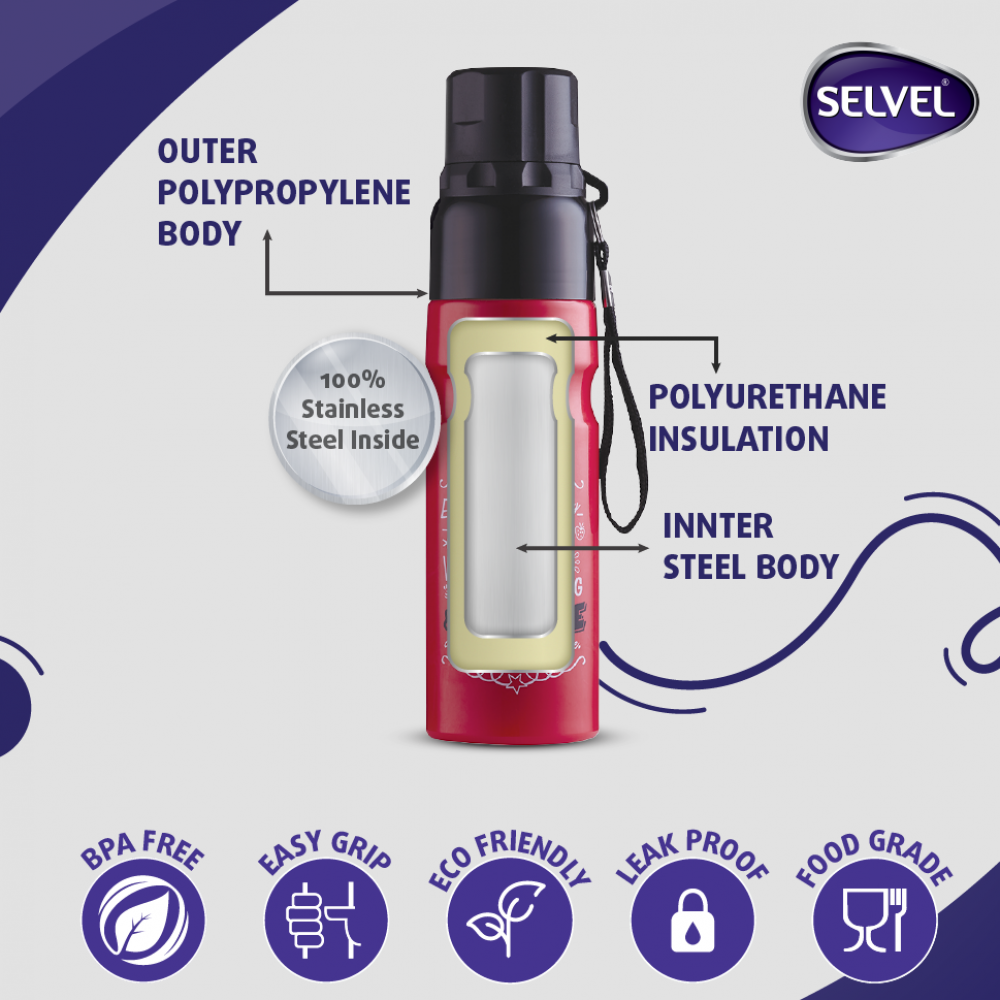 SELVEL®
OUTER
POLYPROPYLENE
BODY
100%
Stainless
Steel Inside
POLYURETHANE
INSULATION
INNTER
STEEL BODY
G
BPA FREE
EASY GRIP
ECO FRIENDLY
LEAK PROOF
FOOD GRADE